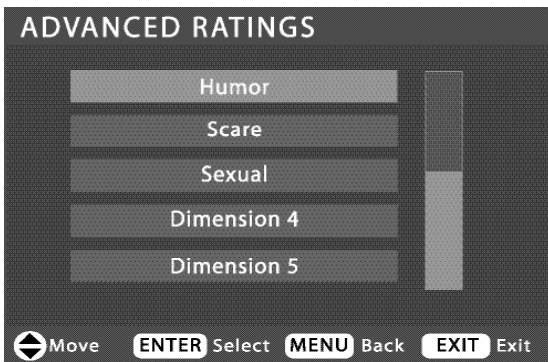 ADVANCED RATINGS
Humor
Scare
Sexual
Dimension 4
Dimension 5
Move ENTER Select MENU Back EXIT Exit